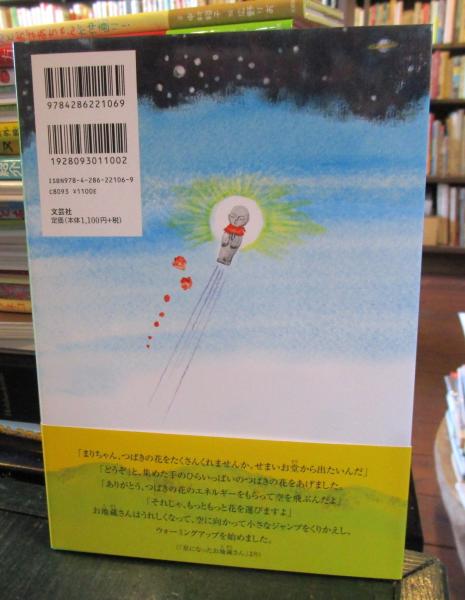 9784286221069
1928093011002
ISBN978-4-286-22106-9
C8093 ¥1100E
文芸社
定価(本体1,100円+税)
「まりちゃん、つばきの花をたくさんくれませんか。せまいお堂から出たいんだ」
「どうぞ」と、集めた手のひらいっぱいのつばきの花をあげました。
「ありがとう、つばきの花のエネルギーをもらって空を飛ぶんだよ」
「それじゃ、もっともっと花を運びますよ」
お地蔵さんはうれしくなって、空に向かって小さなジャンプをくりかえし、
ウォーミングアップを始めました。
(「星になったお地蔵さん」より)